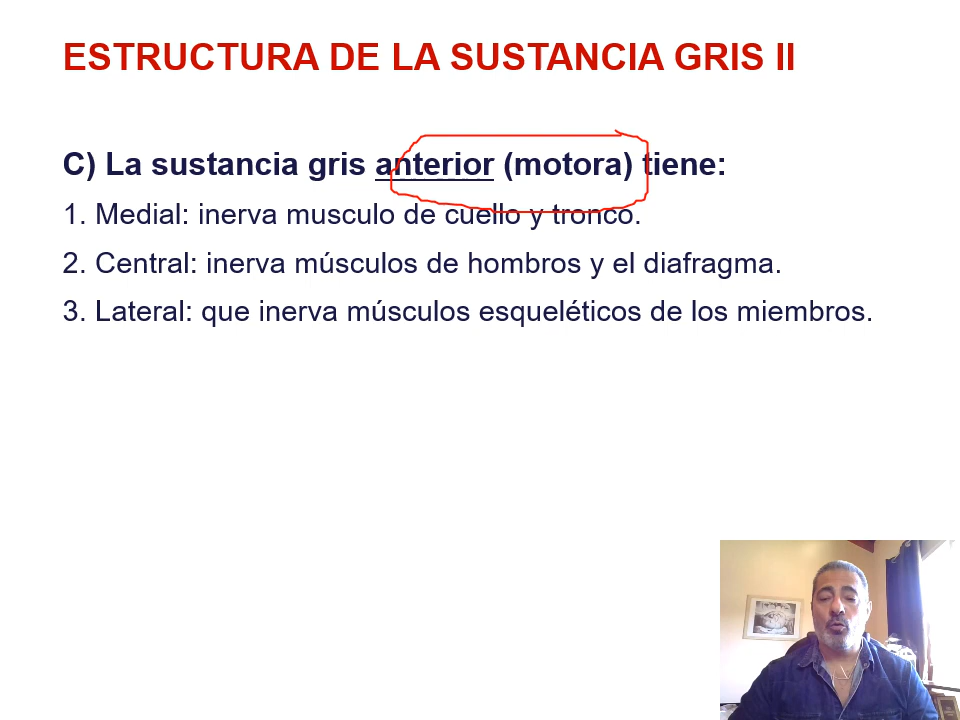 ESTRUCTURA DE LA SUSTANCIA GRIS II
C) La sustancia gris anterior (motora) tiene:
1. Medial: inerva musculo de cuello y tronco.
2. Central: inerva músculos de hombros y el diafragma.
3. Lateral: que inerva músculos esqueléticos de los miembros.